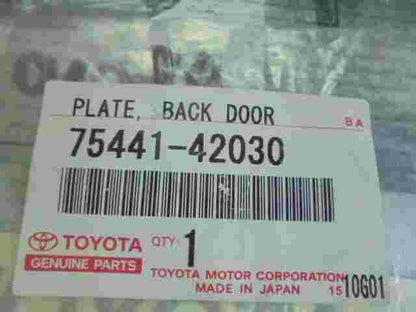 PLATE, BACK DOOR
BA
75441-42030
TOYOTA
QTY:
1
GENUINE PARTS
TOYOTA MOTOR CORPORATION
MADE IN JAPAN
15
10G01